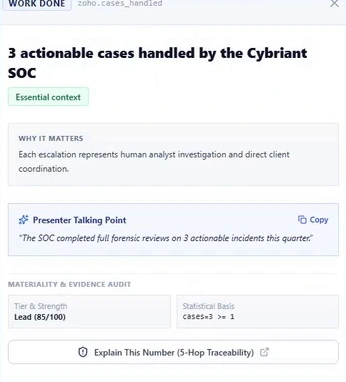 WORK DONE zoho.cases_handled
3 actionable cases handled by the Cybriant
SOC
Essential context
WHY IT MATTERS
Each escalation represents human analyst investigation and direct client
coordination.
Presenter Talking Point Copy
"The SOC completed full forensic reviews on 3 actionable incidents this quarter."
MATERIALITY & EVIDENCE AUDIT
Tier & Strength Statistical Basis
Lead (85/100) cases=3 >= 1
Explain This Number (5-Hop Traceability)